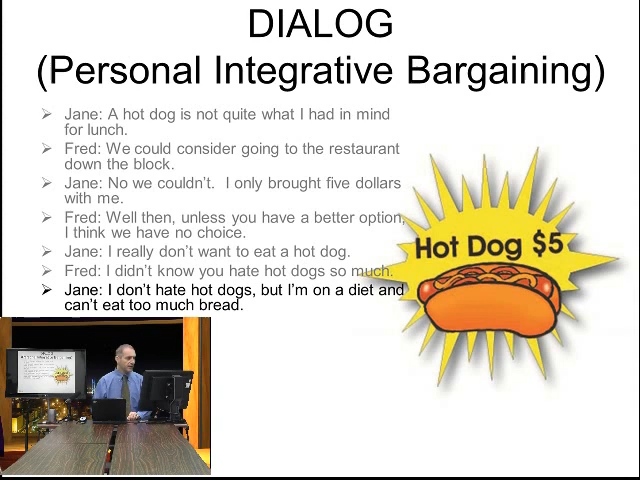 DIALOG
(Personal Integrative Bargaining)
Jane: A hot dog is not quite what I had in mind
for lunch.
Fred: We could consider going to the restaurant
down the block.
Jane: No we couldn't.  I only brought five dollars
with me.
Fred: Well then, unless you have a better option,
I think we have no choice.
Jane: I really don't want to eat a hot dog.
Fred: I didn't know you hate hot dogs so much.
Jane: I don't hate hot dogs, but I'm on a diet and
can't eat too much bread.
Hot Dog $5